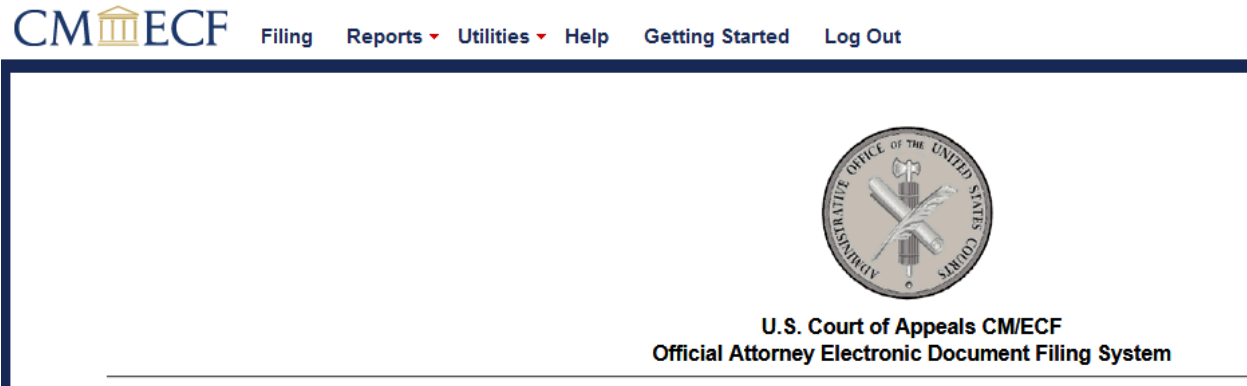 CM ECF Filing Reports Utilities Help Getting Started Log Out
ADMINISTRATIVE OFFICE OF THE UNITED STATES COURTS
U.S. Court of Appeals CM/ECF
Official Attorney Electronic Document Filing System